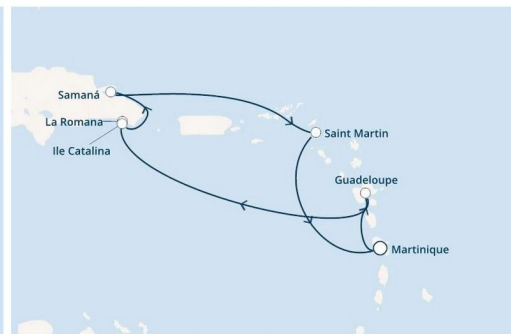 Samaná
La Romana
Ile Catalina
Saint Martin
Guadeloupe
Martinique